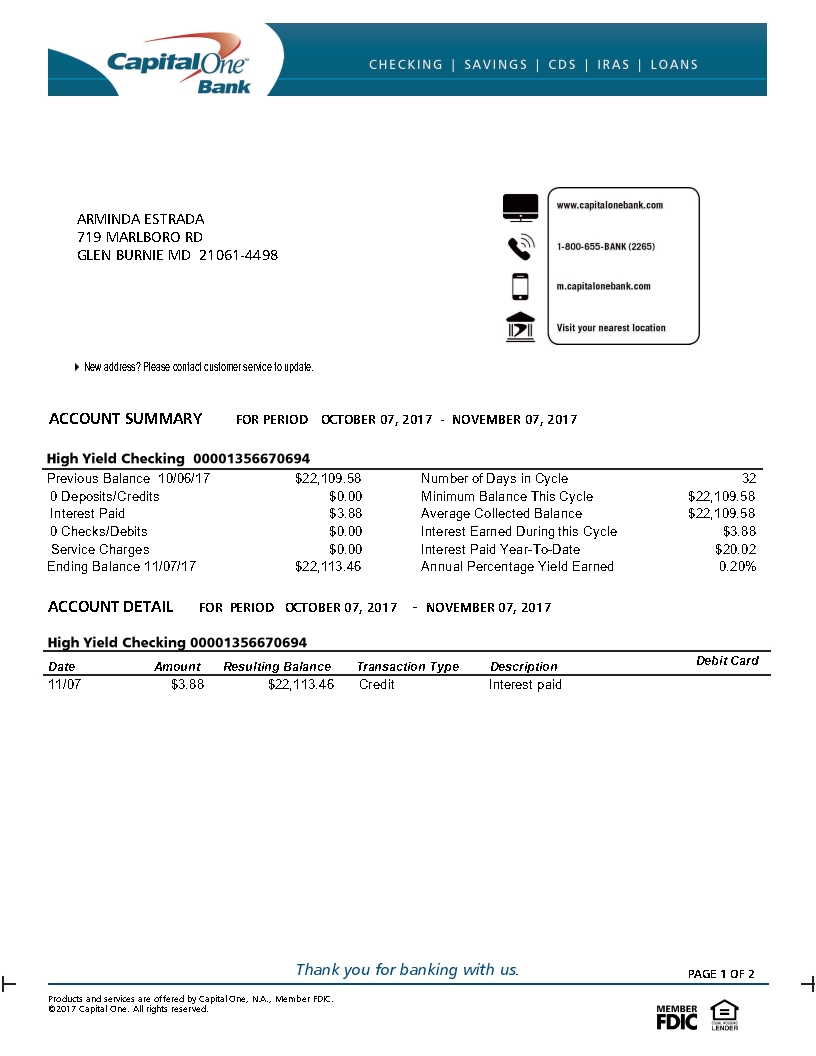 CapitalOne™
Bank
CHECKING | SAVINGS | CDS | IRAS | LOANS
ARMINDA ESTRADA
719 MARLBORO RD
GLEN BURNIE MD 21061-4498
www.capitalonebank.com
1-800-655-BANK (2265)
m.capitalonebank.com
Visit your nearest location
New address? Please contact customer service to update.
ACCOUNT SUMMARY FOR PERIOD OCTOBER 07, 2017 - NOVEMBER 07, 2017
High Yield Checking 00001356670694
Previous Balance 10/06/17 $22,109.58 Number of Days in Cycle 32
0 Deposits/Credits $0.00 Minimum Balance This Cycle $22,109.58
Interest Paid $3.88 Average Collected Balance $22,109.58
0 Checks/Debits $0.00 Interest Earned During this Cycle $3.88
Service Charges $0.00 Interest Paid Year-To-Date $20.02
Ending Balance 11/07/17 $22,113.46 Annual Percentage Yield Earned 0.20%
ACCOUNT DETAIL FOR PERIOD OCTOBER 07, 2017 - NOVEMBER 07, 2017
High Yield Checking 00001356670694
Date Amount Resulting Balance Transaction Type Description Debit Card
11/07 $3.88 $22,113.46 Credit Interest paid
Thank you for banking with us.
PAGE 1 OF 2
Products and services are offered by Capital One, N.A., Member FDIC.
©2017 Capital One. All rights reserved.
MEMBER
FDIC
EQUAL HOUSING
LENDER